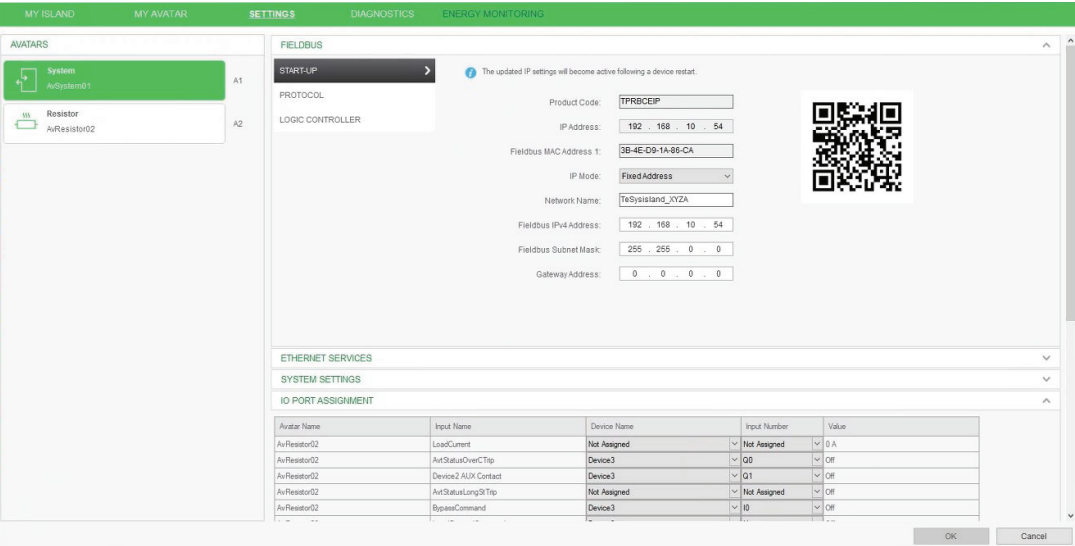 MY ISLAND MY AVATAR SETTINGS DIAGNOSTICS ENERGY MONITORING
AVATARS
System
AvSystem01
A1
Resistor
AvResistor02
A2
FIELDBUS
START-UP
PROTOCOL
LOGIC CONTROLLER
The updated IP settings will become active following a device restart.
Product Code: TPRBCEIP
IP Address: 192 . 168 . 10 . 54
Fieldbus MAC Address 1: 3B-4E-D9-1A-86-CA
IP Mode: Fixed Address
Network Name: TeSysisland_XYZA
Fieldbus IPv4 Address: 192 . 168 . 10 . 54
Fieldbus Subnet Mask: 255 . 255 . 0 . 0
Gateway Address: 0 . 0 . 0 . 0
ETHERNET SERVICES
SYSTEM SETTINGS
IO PORT ASSIGNMENT
Avatar Name Input Name Device Name Input Number Value
AvResistor02 LoadCurrent Not Assigned Not Assigned 0 A
AvResistor02 AvtStatusOverCTrip Device3 Q0 Off
AvResistor02 Device2 AUX Contact Device3 Q1 Off
AvResistor02 AvtStatusLongStTrip Not Assigned Not Assigned Off
AvResistor02 BypassCommand Device3 I0 Off
OK Cancel